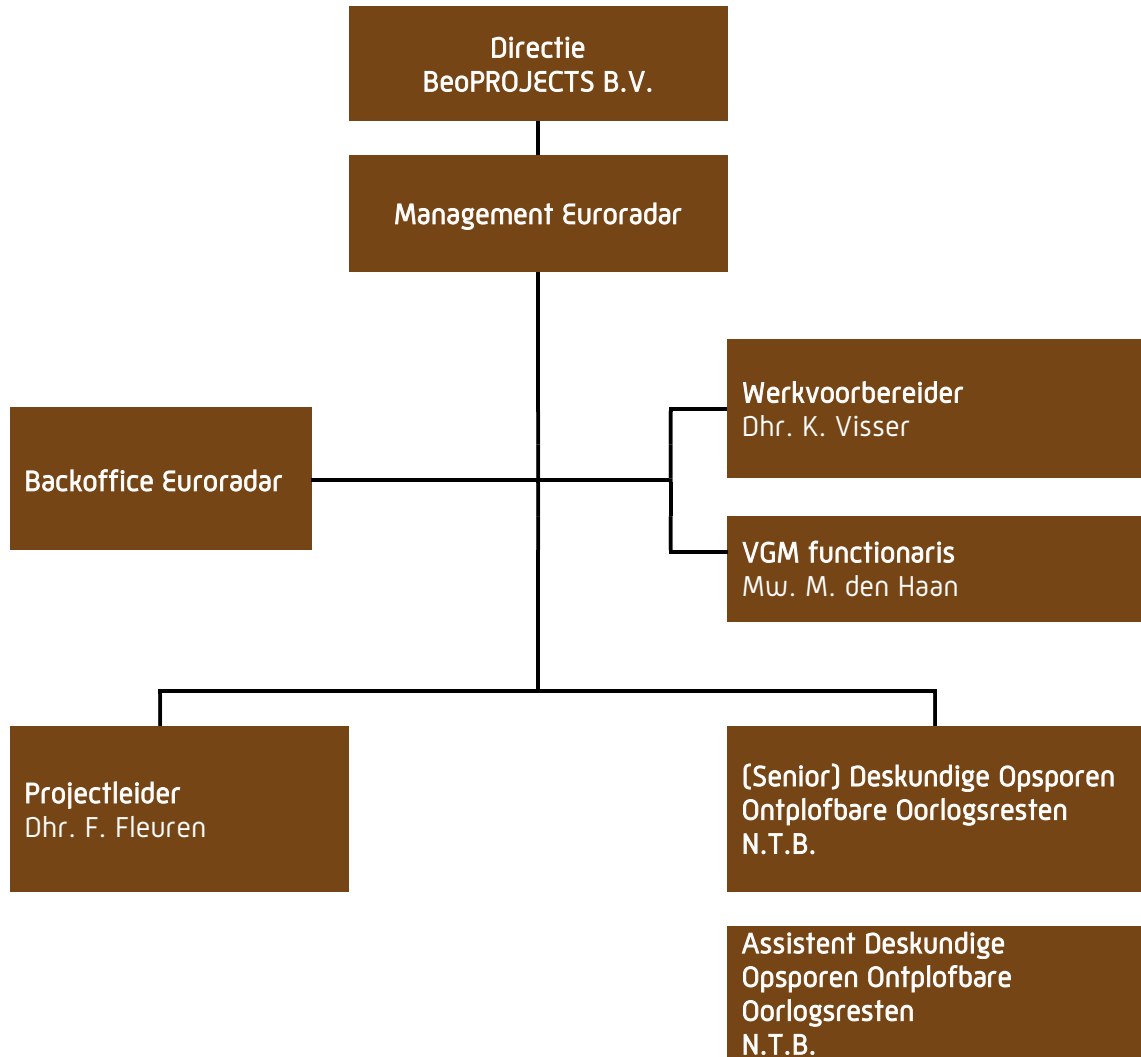 Directie
BeoPROJECTS B.V.
Management Euroradar
Werkvoorbereider
Dhr. K. Visser
Backoffice Euroradar
VGM functionaris
Mw. M. den Haan
Projectleider
Dhr. F. Fleuren
(Senior) Deskundige Opsporen
Ontplofbare Oorlogsresten
N.T.B.
Assistent Deskundige
Opsporen Ontplofbare
Oorlogsresten
N.T.B.